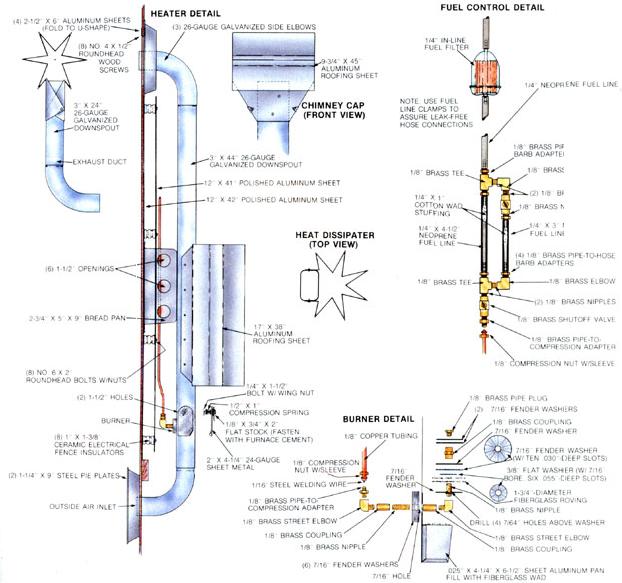 HEATER DETAIL
(4) 2-1/2" X 6" ALUMINUM SHEETS
(FOLD TO U-SHAPE)
(8) NO. 4 X 1/2"
ROUNDHEAD
WOOD
SCREWS
(3) 26-GAUGE GALVANIZED SIDE ELBOWS
9-3/4" X 45"
ALUMINUM
ROOFING SHEET
CHIMNEY CAP
(FRONT VIEW)
3" X 24"
26-GAUGE
GALVANIZED
DOWNSPOUT
EXHAUST DUCT
3" X 44" 26-GAUGE
GALVANIZED DOWNSPOUT
12" X 41" POLISHED ALUMINUM SHEET
12" X 42" POLISHED ALUMINUM SHEET
HEAT DISSIPATER
(TOP VIEW)
(6) 1-1/2" OPENINGS
2-3/4" X 5" X 9" BREAD PAN
17" X 38"
ALUMINUM
ROOFING SHEET
(8) NO. 6 X 2"
ROUNDHEAD BOLTS W/NUTS
(2) 1-1/2" HOLES
BURNER
1/4" X 1-1/2"
BOLT W/ WING NUT
1/2" X 1"
COMPRESSION SPRING
1/8" X 3/4" X 2"
FLAT STOCK (FASTEN
WITH FURNACE CEMENT)
(8) 1" X 1-3/8"
CERAMIC ELECTRICAL
FENCE INSULATORS
2" X 4-1/4" 24-GAUGE
SHEET METAL
(2) 1-1/4" X 9" STEEL PIE PLATES
OUTSIDE AIR INLET
FUEL CONTROL DETAIL
1/4" IN-LINE
FUEL FILTER
1/4" NEOPRENE FUEL LINE
NOTE: USE FUEL
LINE CLAMPS TO
ASSURE LEAK-FREE
HOSE CONNECTIONS
1/8" BRASS PIP
BARB ADAPTE
1/8" BRASS TEE
1/8" BRASS
(2) 1/8" BR
1/8" BRASS N
1/4" X 1"
COTTON WAD
STUFFING
1/4" X 3"
FUEL LINE
1/4" X 4-1/2"
NEOPRENE
FUEL LINE
(4) 1/8" BRASS PIPE-TO-HOSE
BARB ADAPTERS
1/8" BRASS TEE
1/8" BRASS ELBOW
(2) 1/8" BRASS NIPPLES
1/8" BRASS SHUTOFF VALVE
1/8" BRASS PIPE-TO-
COMPRESSION ADAPTER
1/8" COMPRESSION NUT W/SLEEVE
BURNER DETAIL
1/8" COPPER TUBING
1/8" COMPRESSION
NUT W/SLEEVE
1/16" STEEL WELDING WIRE
1/8" BRASS PIPE-TO-
COMPRESSION ADAPTER
1/8" BRASS STREET ELBOW
1/8" BRASS COUPLING
1/8" BRASS NIPPLE
(6) 7/16" FENDER WASHERS
7/16" HOLE
7/16"
FENDER
WASHER
1/8" BRASS PIPE PLUG
(2) 7/16" FENDER WASHERS
1/8" BRASS COUPLING
7/16" FENDER WASHER
7/16" FENDER WASHER
(W/TEN .030" DEEP SLOTS)
3/8" FLAT WASHER (W/ 7/16"
BORE SIX .055" DEEP SLOTS)
1-3/4"-DIAMETER
FIBERGLASS ROVING
1/8" BRASS NIPPLE
DRILL (4) 7/64" HOLES ABOVE WASHER
1/8" BRASS STREET ELBOW
1/8" BRASS COUPLING
.025" X 4-1/4" X 6-1/2" SHEET ALUMINUM PAN
FILL WITH FIBERGLASS WAD